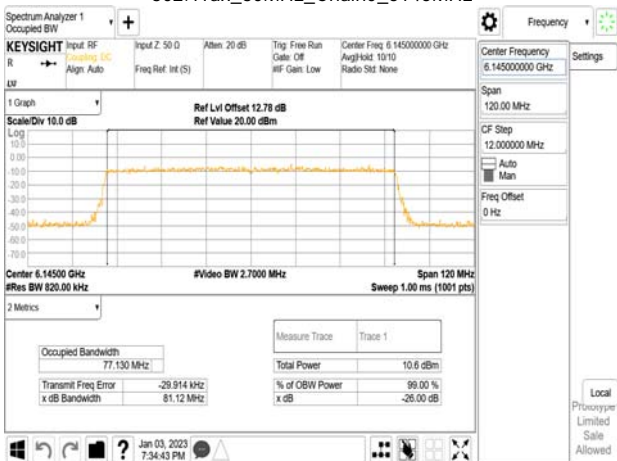 Spectrum Analyzer 1
Occupied BW
Frequency
KEYSIGHT
Input: RF
Coupling: DC
Align: Auto
Input Z: 50 Ω
Freq Ref: Int (S)
Atten: 20 dB
Trig: Free Run
Gate: Off
#IF Gain: Low
Center Freq: 6.145000000 GHz
Avg|Hold: 10/10
Radio Std: None
R
LXI
Center Frequency
6.145000000 GHz
Settings
Span
120.00 MHz
CF Step
12.000000 MHz
Auto
Man
Freq Offset
0 Hz
1 Graph
Scale/Div 10.0 dB
Ref Lvl Offset 12.78 dB
Ref Value 20.00 dBm
Log
10.0
0.00
-10.0
-20.0
-30.0
-40.0
-50.0
-60.0
-70.0
Center 6.14500 GHz
#Video BW 2.7000 MHz
Span 120 MHz
#Res BW 820.00 kHz
Sweep 1.00 ms (1001 pts)
2 Metrics
Measure Trace
Trace 1
Occupied Bandwidth
77.130 MHz
Total Power
10.6 dBm
Transmit Freq Error
-29.914 kHz
% of OBW Power
99.00 %
x dB Bandwidth
81.12 MHz
x dB
-26.00 dB
Local
Prototype
Limited
Sale
Allowed
?
Jan 03, 2023
7:34:43 PM